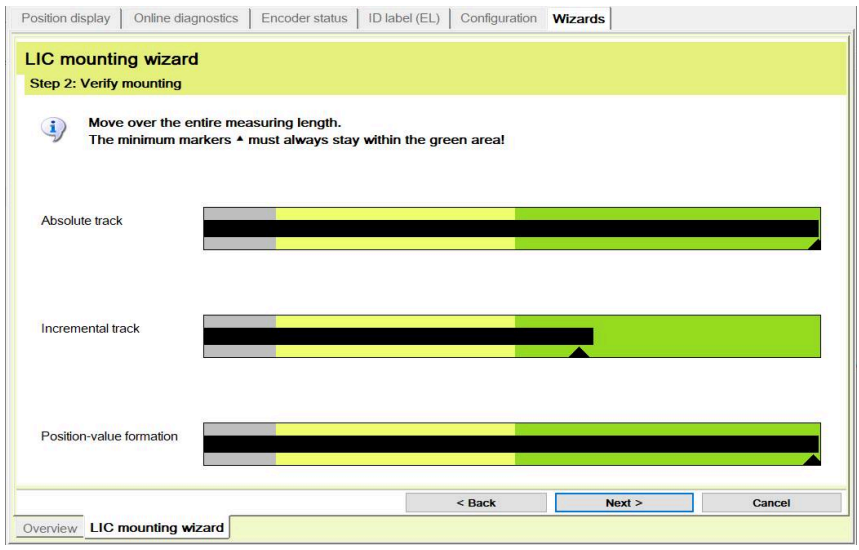 Position display Online diagnostics Encoder status ID label (EL) Configuration Wizards
LIC mounting wizard
Step 2: Verify mounting
Move over the entire measuring length.
The minimum markers ▲ must always stay within the green area!
Absolute track
Incremental track
Position-value formation
< Back Next > Cancel
Overview LIC mounting wizard